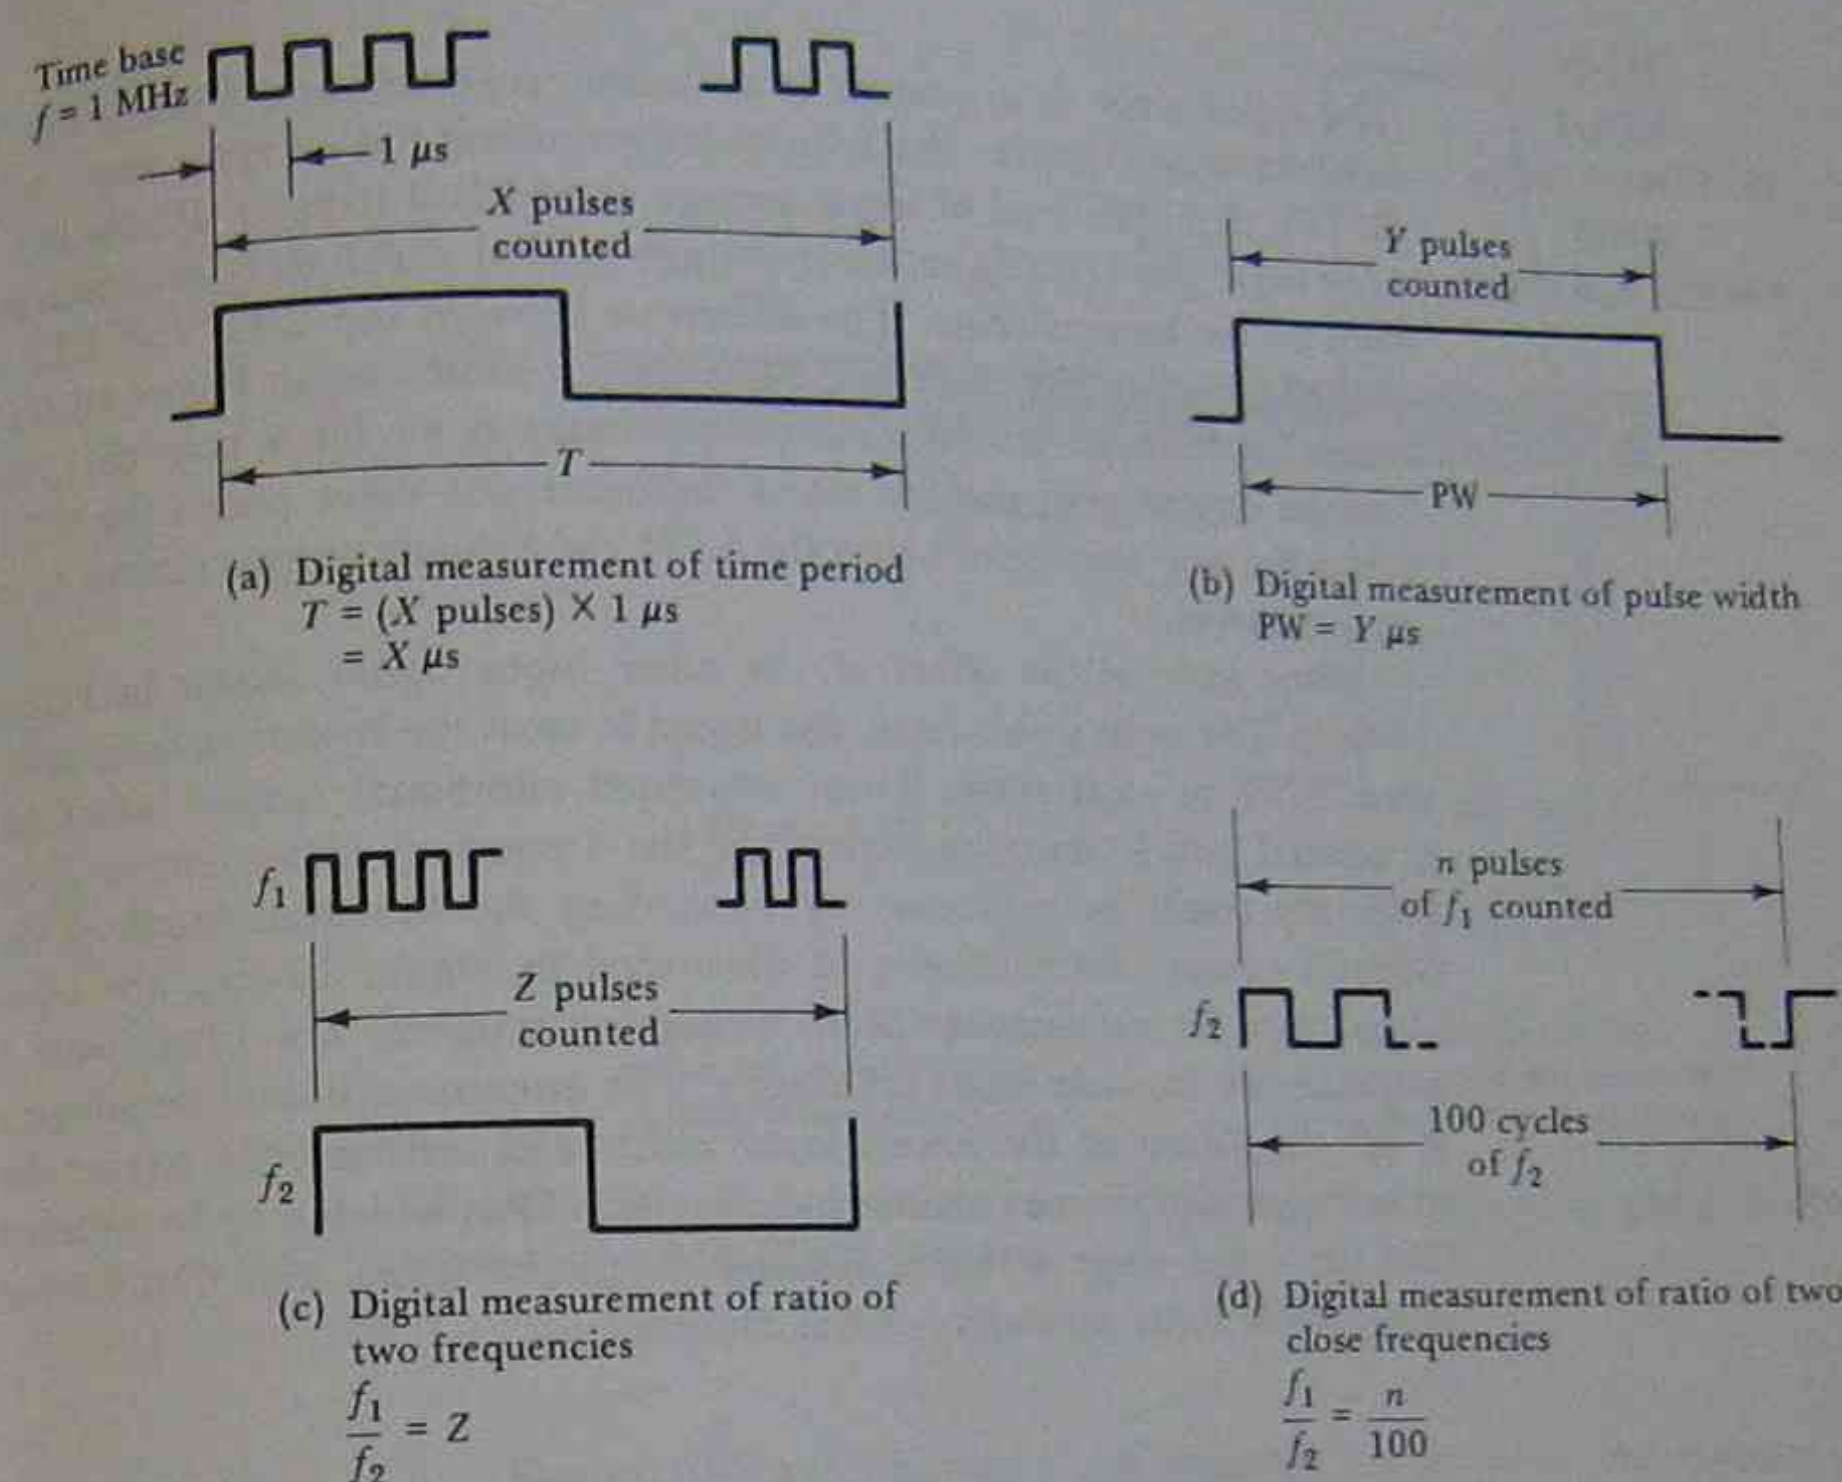 Time base
f = 1 MHz
1 μs
X pulses
counted
T
(a) Digital measurement of time period
T = (X pulses) × 1 μs
= X μs
Y pulses
counted
PW
(b) Digital measurement of pulse width
PW = Y μs
f₁
Z pulses
counted
f₂
(c) Digital measurement of ratio of
two frequencies
f₁
f₂
= Z
n pulses
of f₁ counted
f₂
100 cycles
of f₂
(d) Digital measurement of ratio of two
close frequencies
f₁
f₂
=
n
100